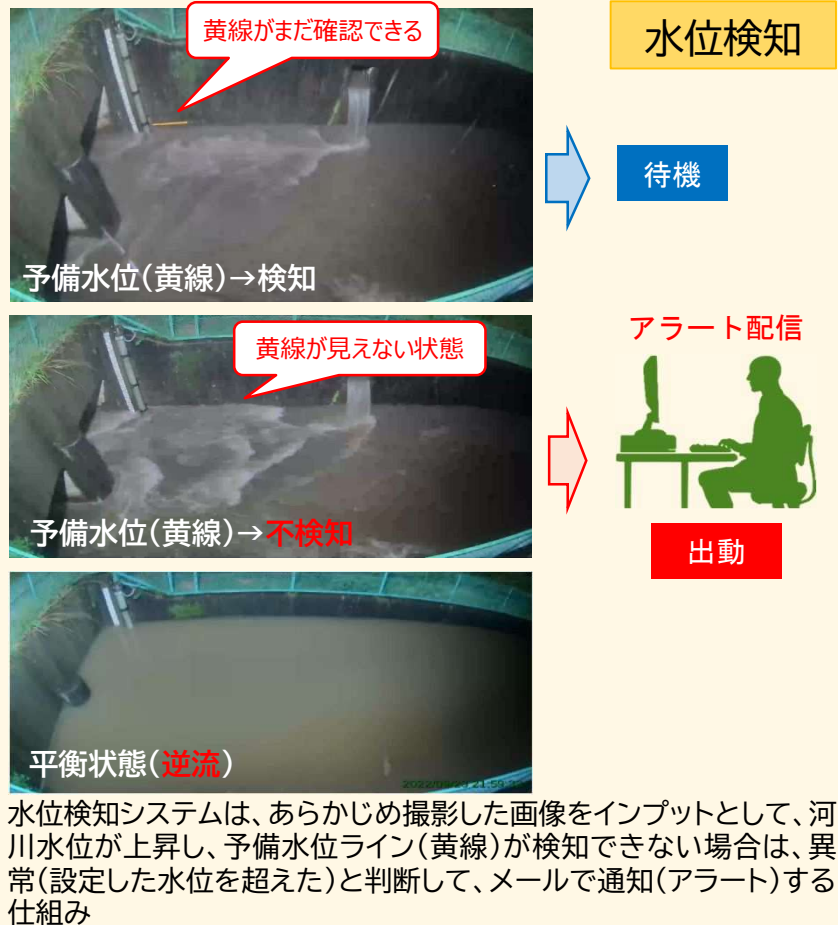 黄線がまだ確認できる
水位検知
待機
予備水位(黄線)→検知
アラート配信
黄線が見えない状態
予備水位(黄線)→不検知
出動
平衡状態(逆流)
水位検知システムは、あらかじめ撮影した画像をインプットとして、河
川水位が上昇し、予備水位ライン(黄線)が検知できない場合は、異
常(設定した水位を超えた)と判断して、メールで通知(アラート)する
仕組み